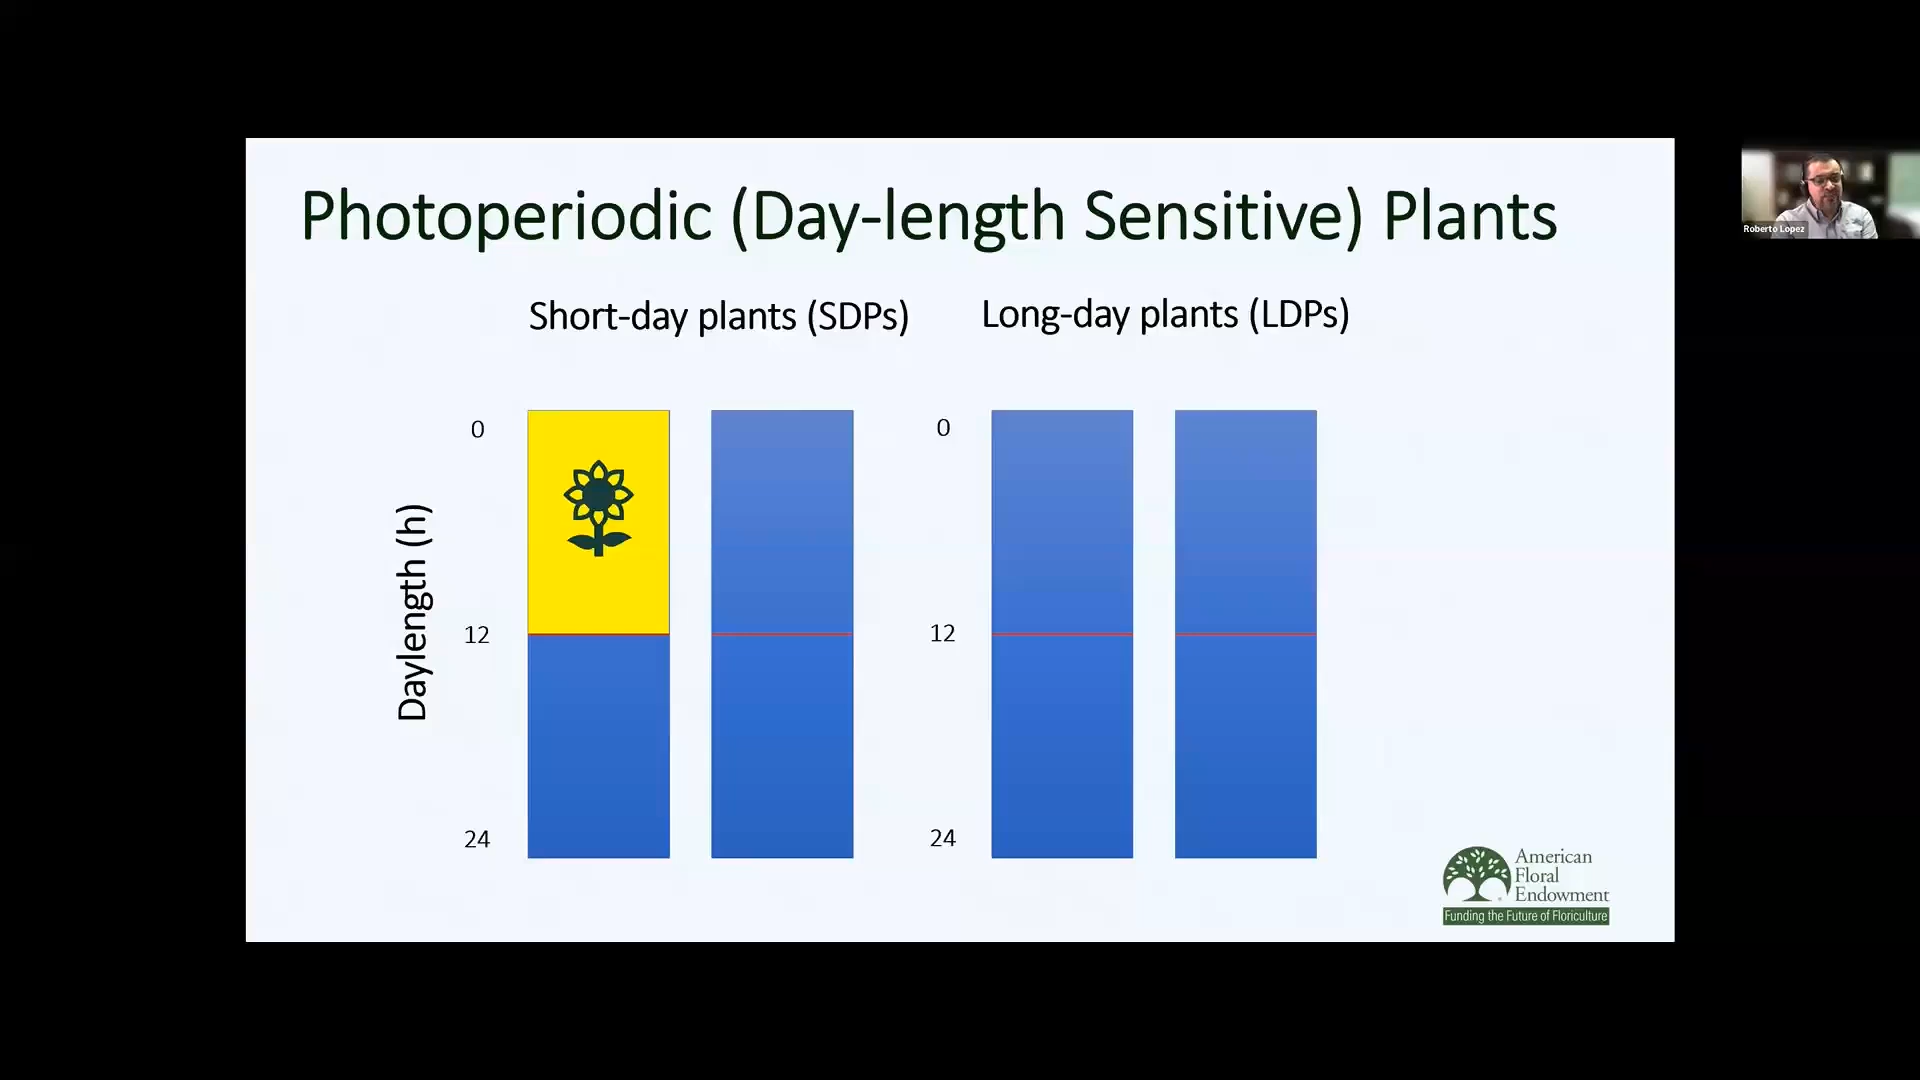 Photoperiodic (Day-length Sensitive) Plants
Short-day plants (SDPs)
Long-day plants (LDPs)
Daylength (h)
0
12
24
0
12
24
American
Floral
Endowment
Funding the Future of Floriculture
Roberto Lopez